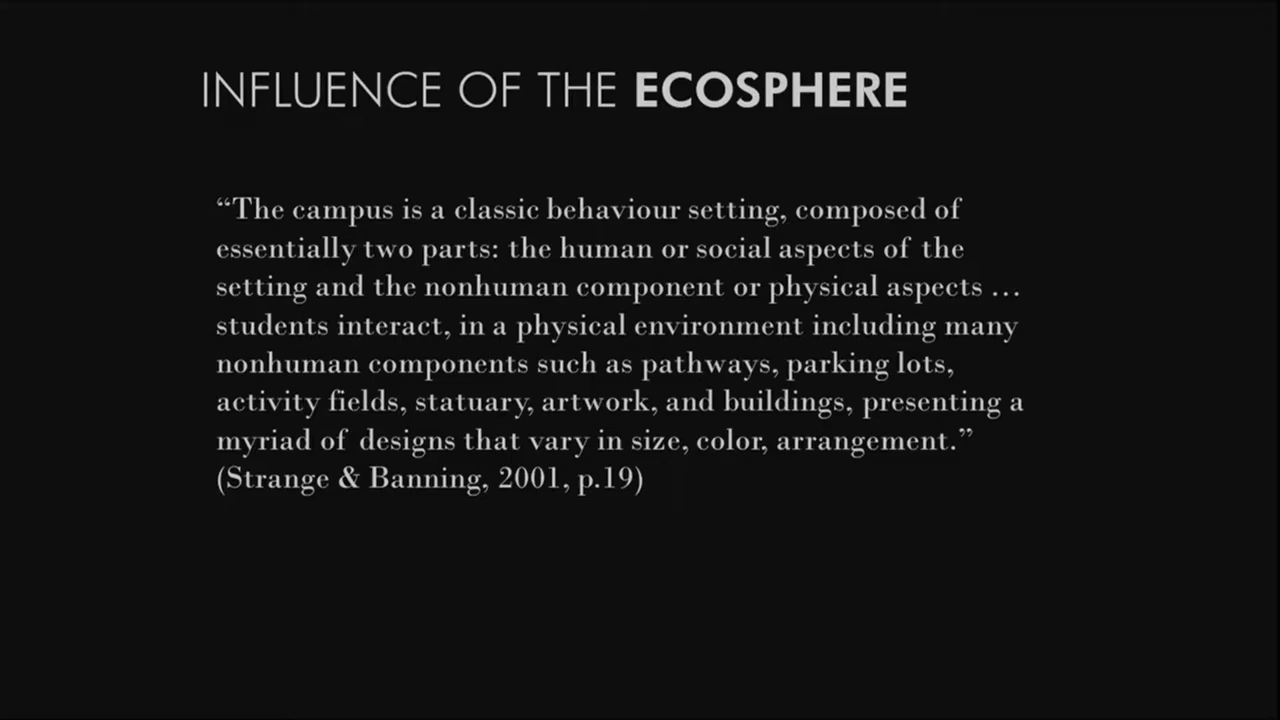 INFLUENCE OF THE ECOSPHERE
“The campus is a classic behaviour setting, composed of
essentially two parts: the human or social aspects of the
setting and the nonhuman component or physical aspects …
students interact, in a physical environment including many
nonhuman components such as pathways, parking lots,
activity fields, statuary, artwork, and buildings, presenting a
myriad of designs that vary in size, color, arrangement.”
(Strange & Banning, 2001, p.19)